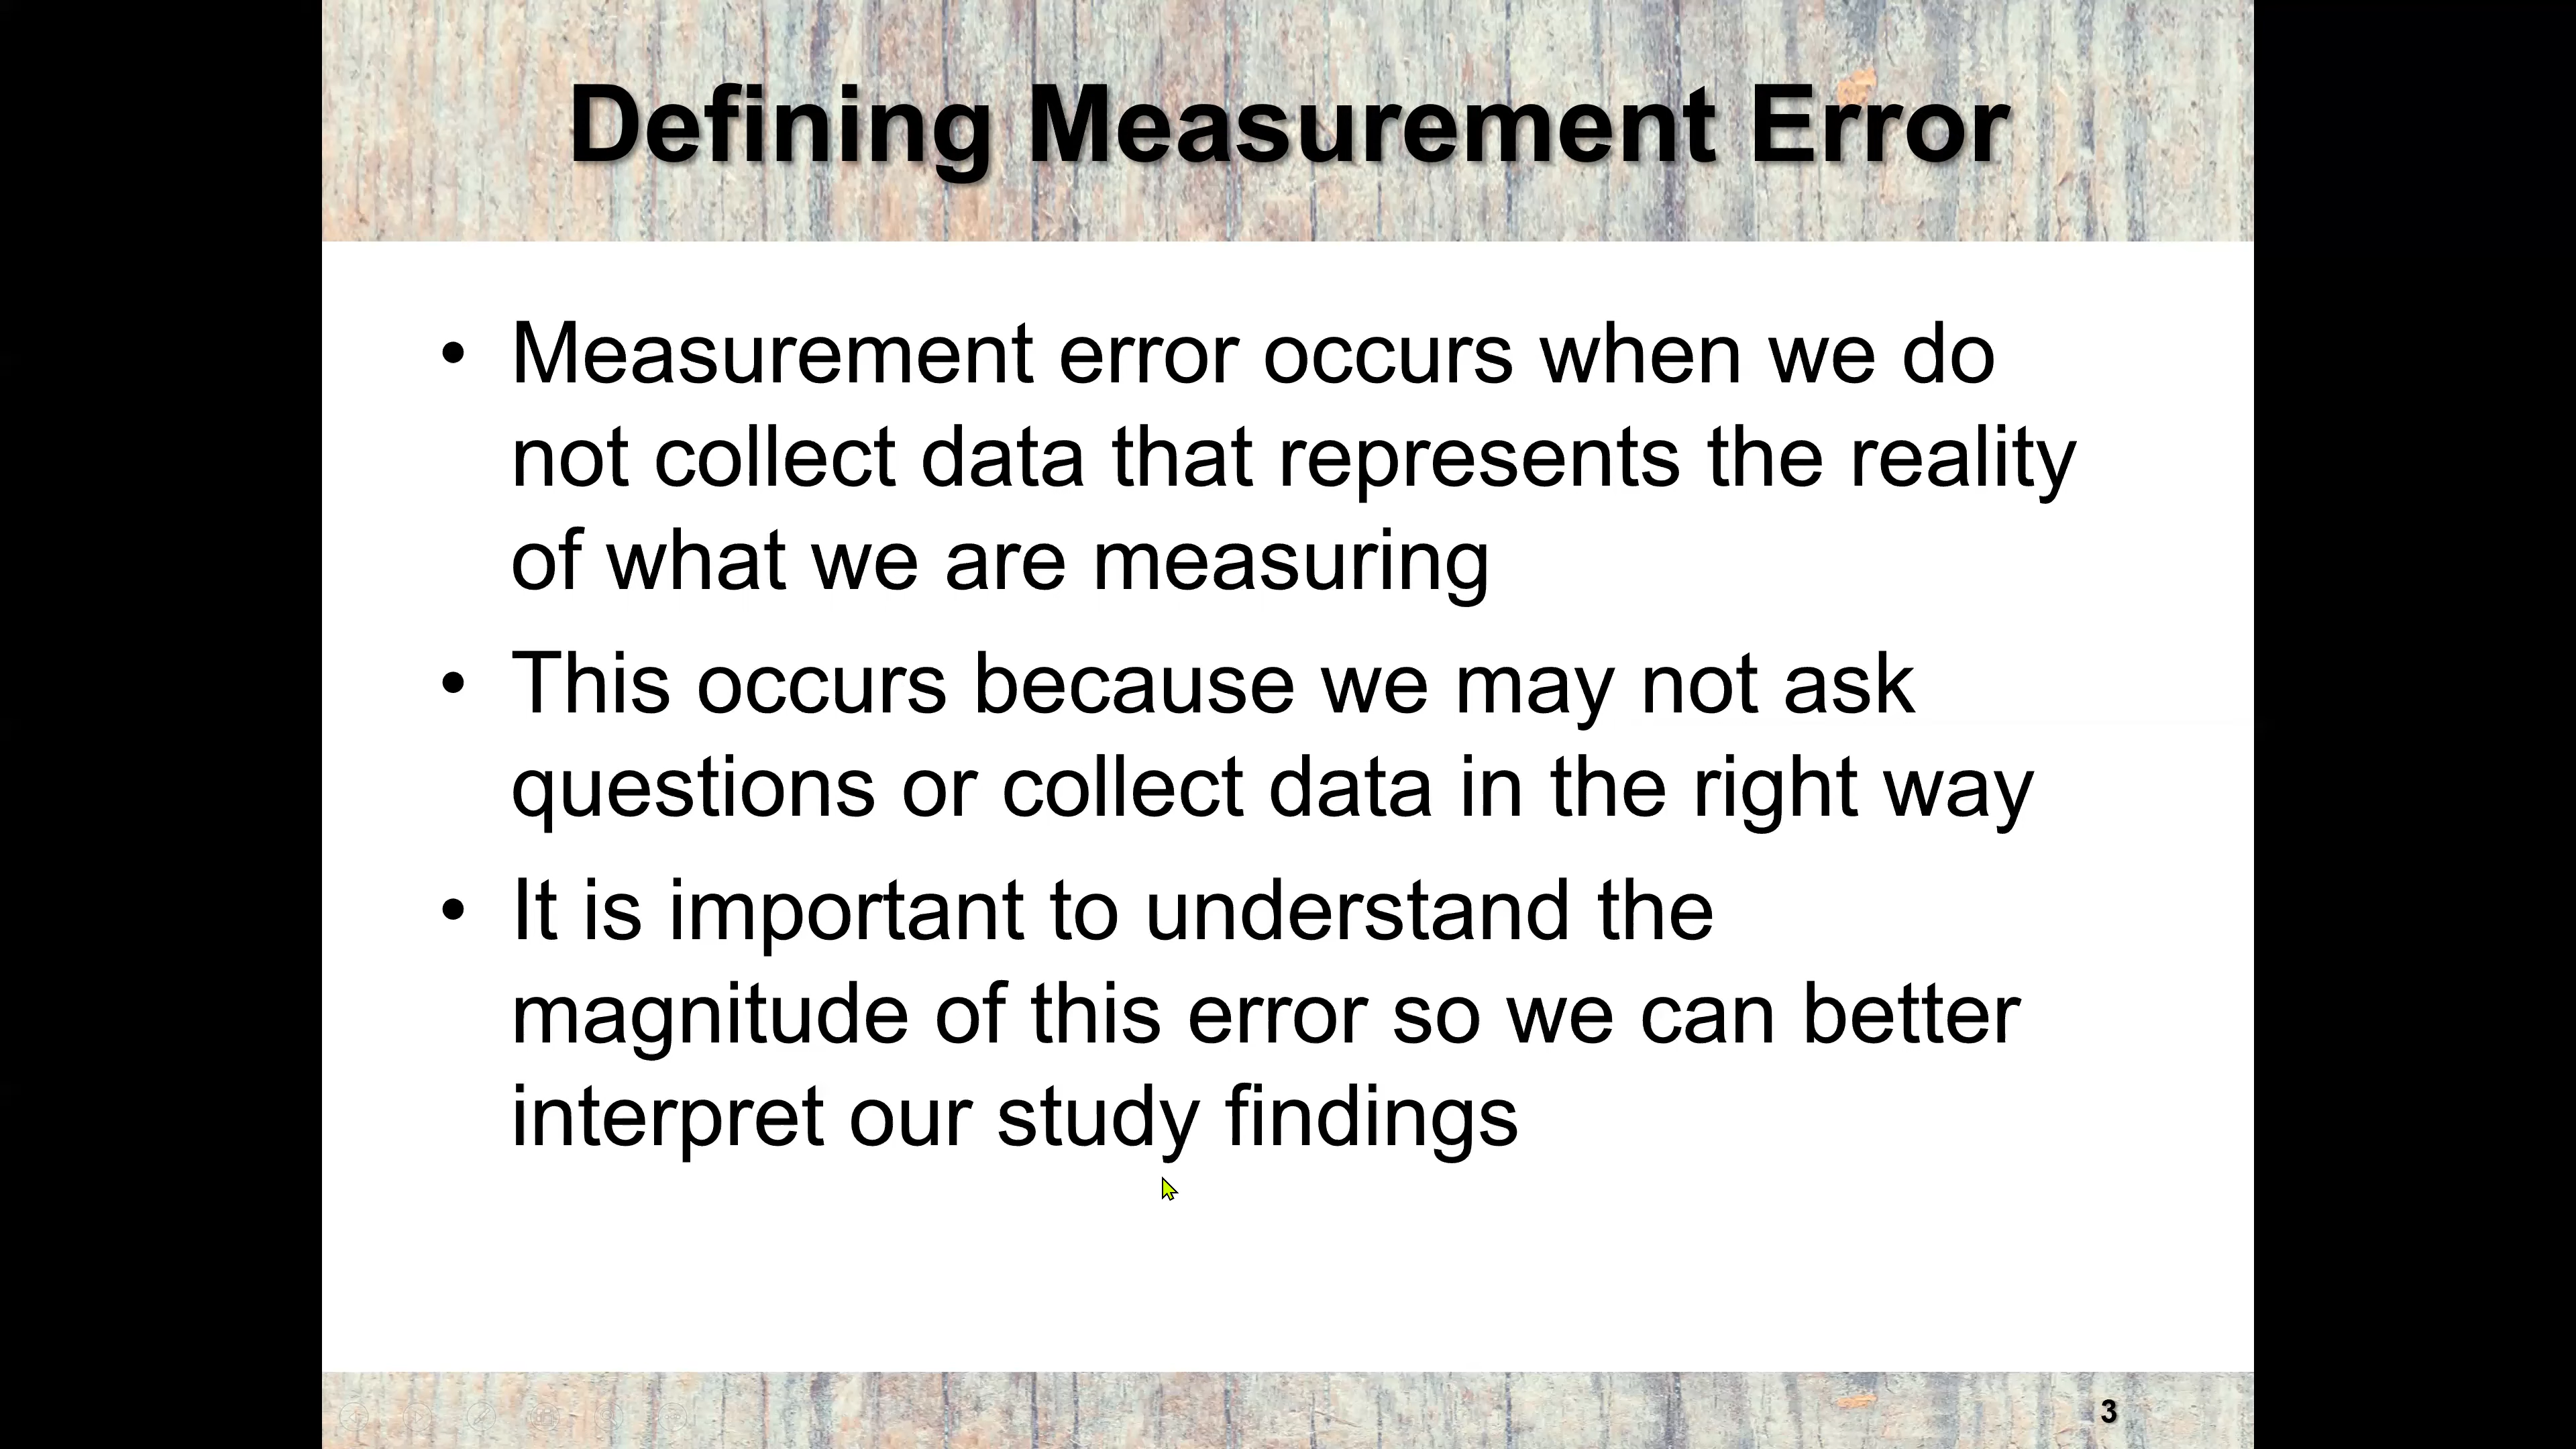 Defining Measurement Error
• Measurement error occurs when we do
not collect data that represents the reality
of what we are measuring
• This occurs because we may not ask
questions or collect data in the right way
• It is important to understand the
magnitude of this error so we can better
interpret our study findings
3